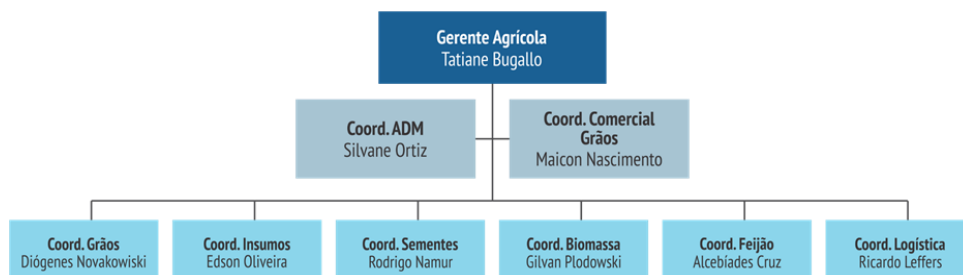 Gerente Agrícola
Tatiane Bugallo
Coord. ADM
Silvane Ortiz
Coord. Comercial
Grãos
Maicon Nascimento
Coord. Grãos
Diógenes Novakowiski
Coord. Insumos
Edson Oliveira
Coord. Sementes
Rodrigo Namur
Coord. Biomassa
Gilvan Plodowski
Coord. Feijão
Alcebíades Cruz
Coord. Logística
Ricardo Leffers